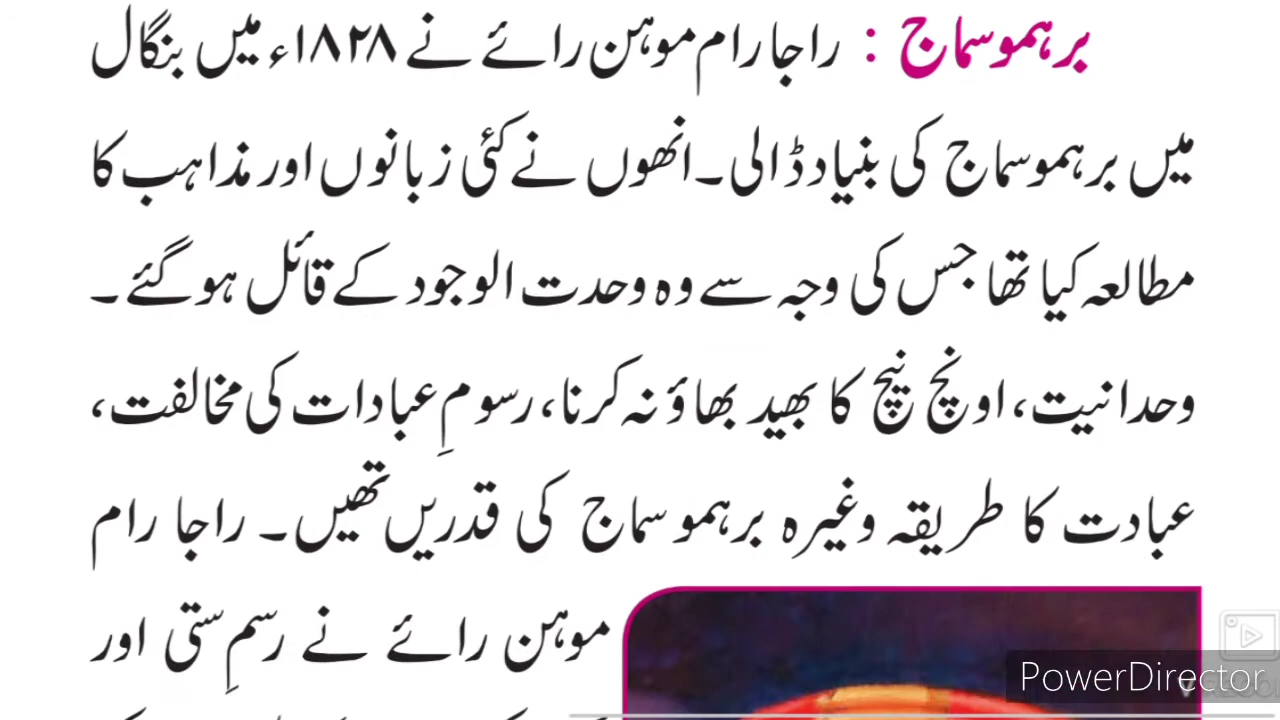 برہمو سماج : راجا رام موہن رائے نے ۱۸۲۸ء میں بنگال
میں برہمو سماج کی بنیاد ڈالی۔ انھوں نے کئی زبانوں اور مذاہب کا
مطالعہ کیا تھا جس کی وجہ سے وہ وحدت الوجود کے قائل ہوگئے۔
وحدانیت، اونچ نیچ کا بھید بھاؤ نہ کرنا، رسومِ عبادات کی مخالفت،
عبادت کا طریقہ وغیرہ برہمو سماج کی قدریں تھیں۔ راجا رام
موہن رائے نے رسمِ ستی اور
PowerDirector